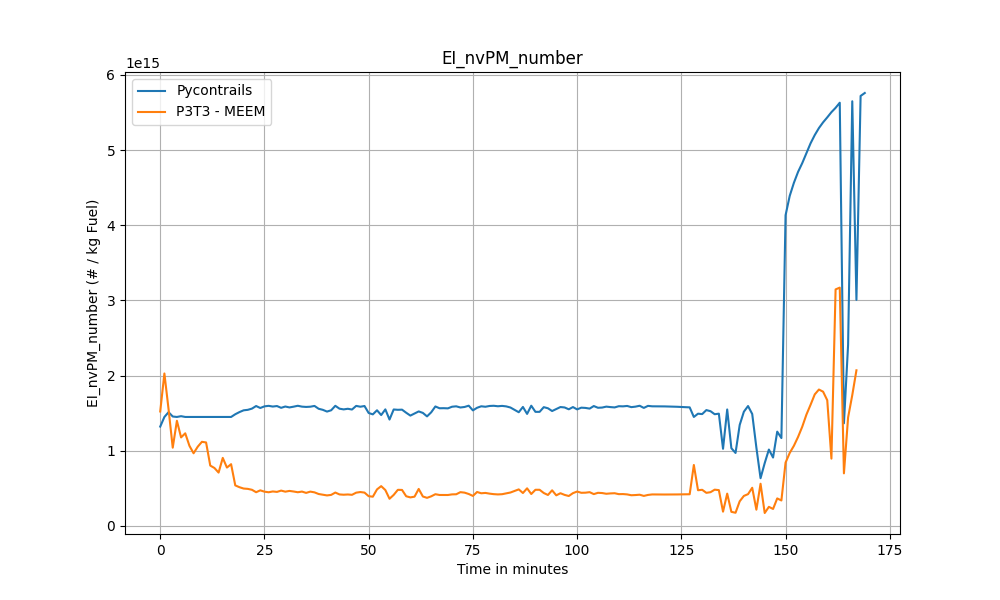 EI_nvPM_number
1e15
Pycontrails
P3T3 - MEEM
6
5
4
3
2
1
0
EI_nvPM_number (# / kg Fuel)
0 25 50 75 100 125 150 175
Time in minutes